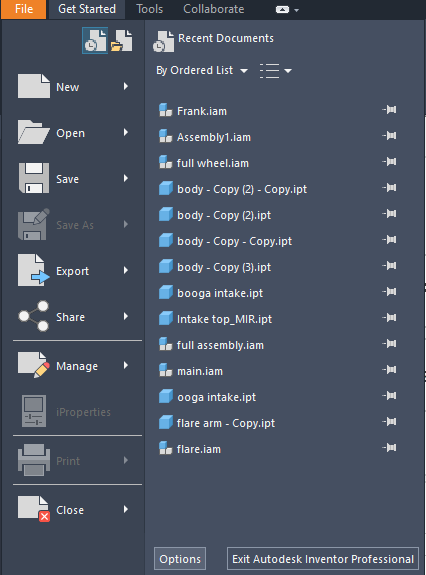 File Get Started Tools Collaborate
Recent Documents
By Ordered List
New
Open
Save
Save As
Export
Share
Manage
iProperties
Print
Close
Frank.iam
Assembly1.iam
full wheel.iam
body - Copy (2) - Copy.ipt
body - Copy (2).ipt
body - Copy - Copy.ipt
body - Copy (3).ipt
booga intake.ipt
Intake top_MIR.ipt
full assembly.iam
main.iam
ooga intake.ipt
flare arm - Copy.ipt
flare.iam
Options
Exit Autodesk Inventor Professional